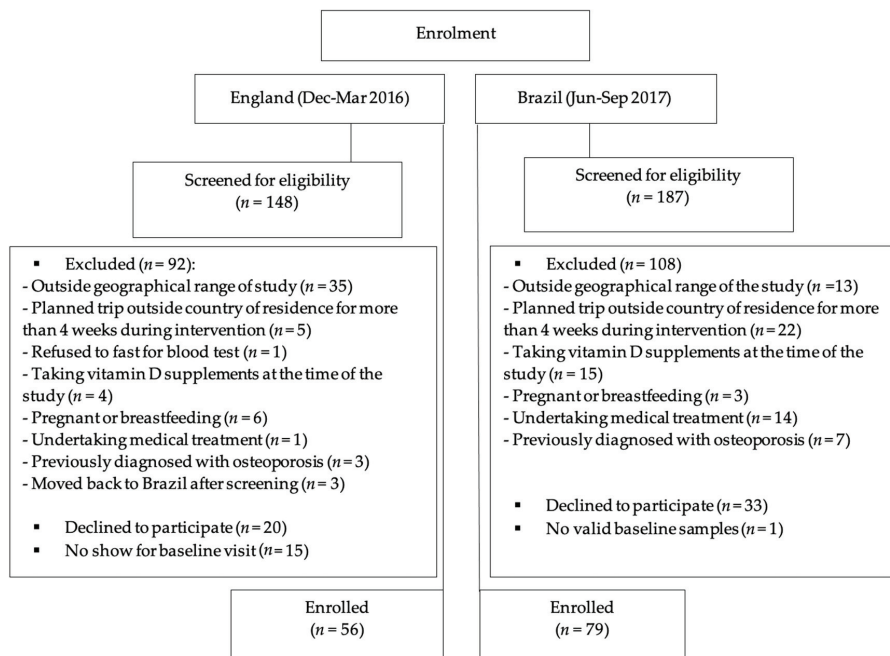 Enrolment
England (Dec-Mar 2016)
Brazil (Jun-Sep 2017)
Screened for eligibility
(n = 148)
Screened for eligibility
(n = 187)
▪ Excluded (n = 92):
- Outside geographical range of study (n = 35)
- Planned trip outside country of residence for more
than 4 weeks during intervention (n = 5)
- Refused to fast for blood test (n = 1)
- Taking vitamin D supplements at the time of the
study (n = 4)
- Pregnant or breastfeeding (n = 6)
- Undertaking medical treatment (n = 1)
- Previously diagnosed with osteoporosis (n = 3)
- Moved back to Brazil after screening (n = 3)
▪ Declined to participate (n = 20)
▪ No show for baseline visit (n = 15)
▪ Excluded (n = 108)
- Outside geographical range of the study (n =13)
- Planned trip outside country of residence for more
than 4 weeks during intervention (n = 22)
- Taking vitamin D supplements at the time of the
study (n = 15)
- Pregnant or breastfeeding (n = 3)
- Undertaking medical treatment (n = 14)
- Previously diagnosed with osteoporosis (n = 7)
▪ Declined to participate (n = 33)
▪ No valid baseline samples (n = 1)
Enrolled
(n = 56)
Enrolled
(n = 79)